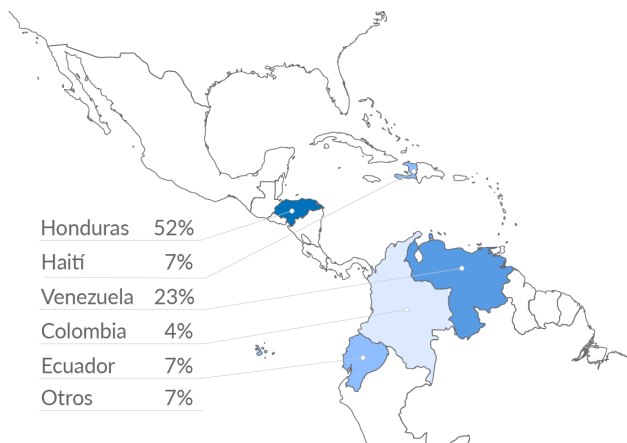 Honduras 52%
Haití 7%
Venezuela 23%
Colombia 4%
Ecuador 7%
Otros 7%